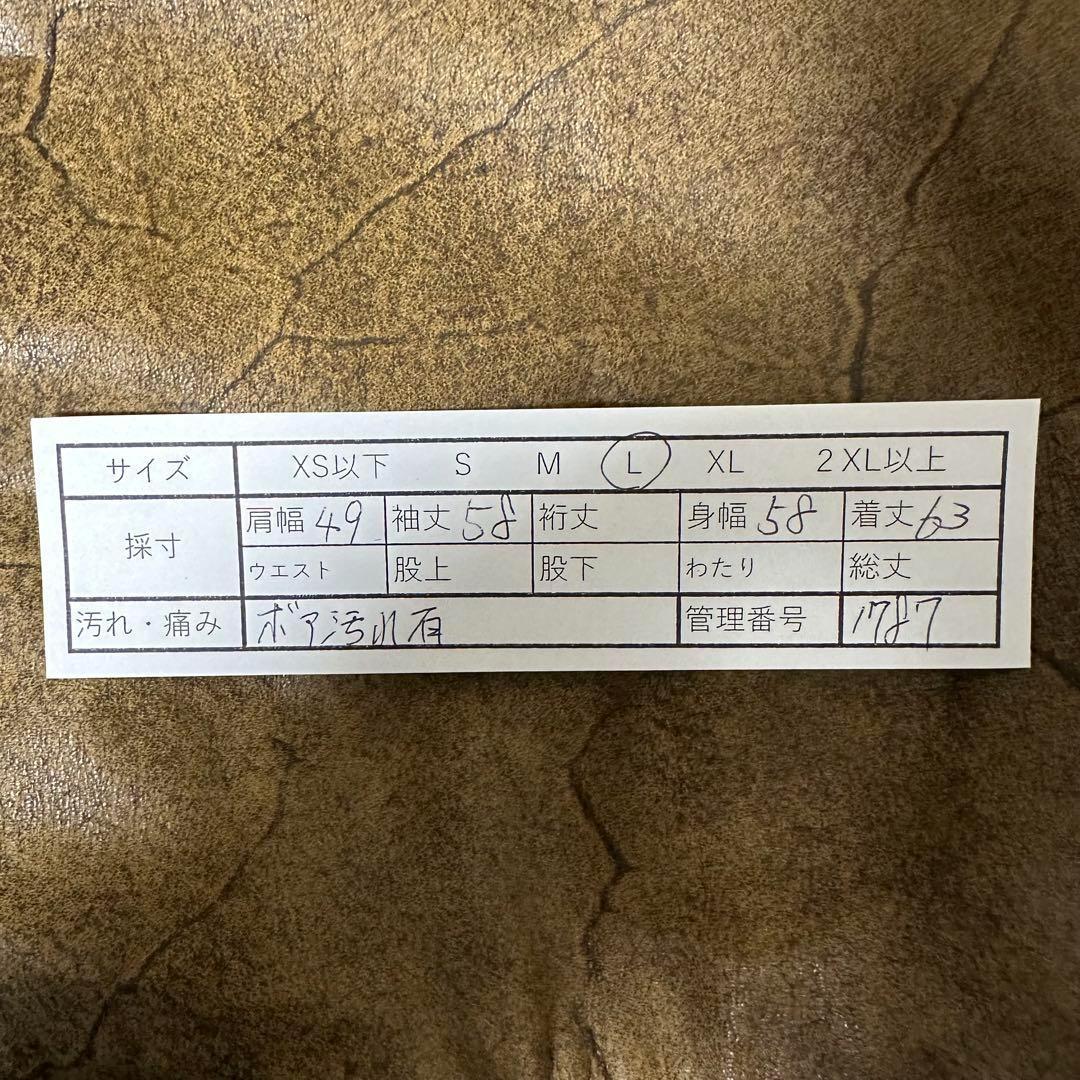 サイズ XS以下 S M L XL 2XL以上
採寸 肩幅 49 袖丈 58 裄丈 身幅 58 着丈 63
ウエスト 股上 股下 わたり 総丈
汚れ・痛み ボア汚れ有 管理番号 1787